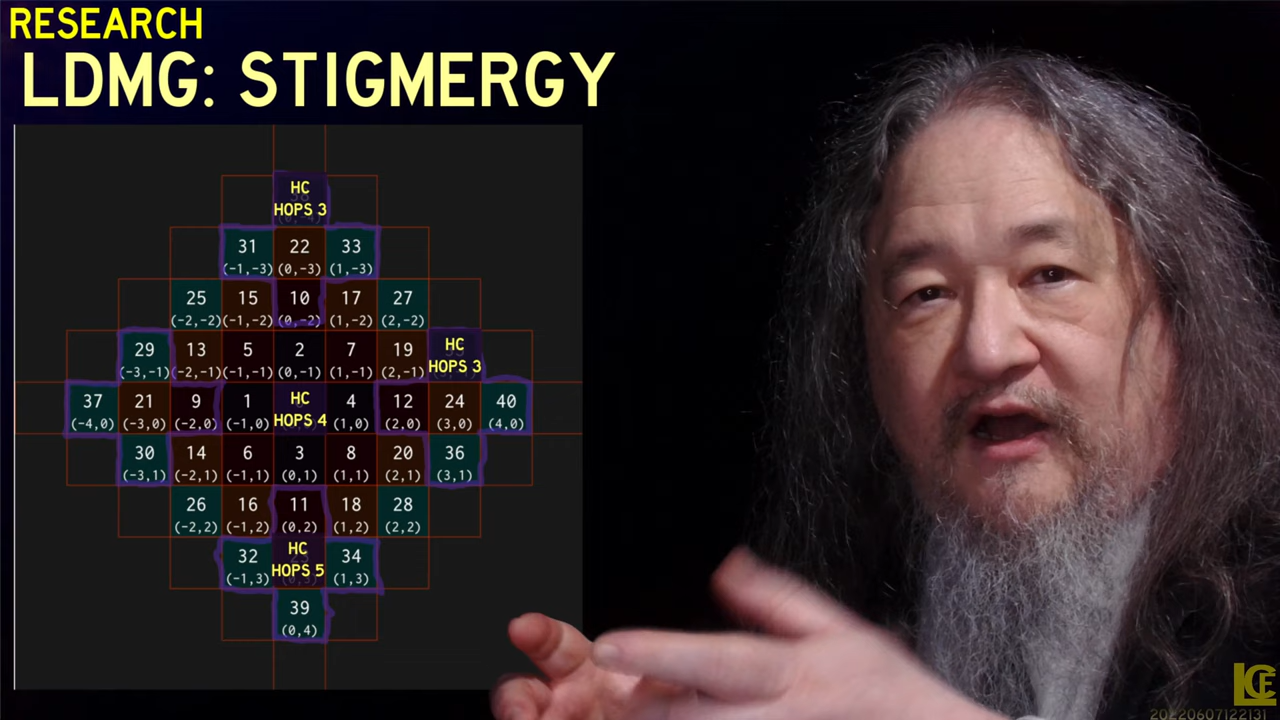 RESEARCH
LDMG: STIGMERGY
HC
HOPS 3
31 22 33
(-1,-3) (0,-3) (1,-3)
25 15 10 17 27
(-2,-2) (-1,-2) (0,-2) (1,-2) (2,-2)
29 13 5 2 7 19 HC
(-3,-1) (-2,-1) (-1,-1) (0,-1) (1,-1) (2,-1) HOPS 3
37 21 9 1 HC 4 12 24 40
(-4,0) (-3,0) (-2,0) (-1,0) HOPS 4 (1,0) (2,0) (3,0) (4,0)
30 14 6 3 8 20 36
(-3,1) (-2,1) (-1,1) (0,1) (1,1) (2,1) (3,1)
26 16 11 18 28
(-2,2) (-1,2) (0,2) (1,2) (2,2)
32 HC 34
(-1,3) HOPS 5 (1,3)
39
(0,4)
LCF
20220607122131